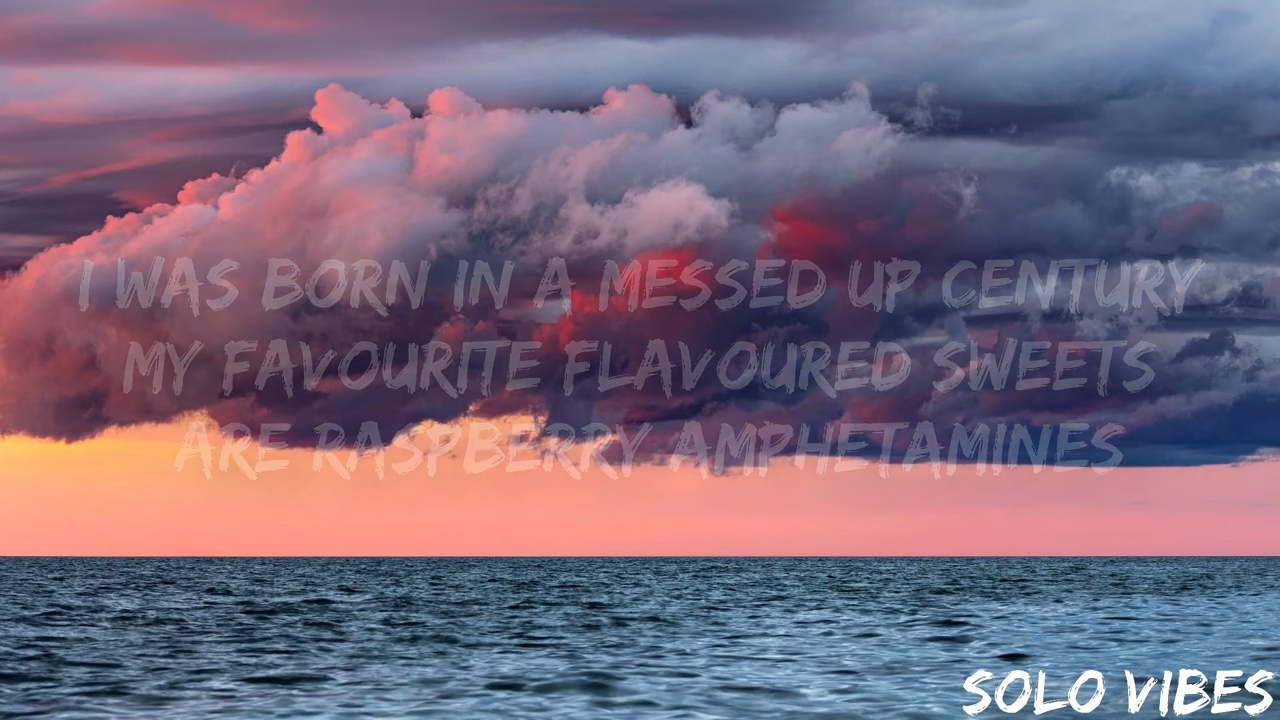 I WAS BORN IN A MESSED UP CENTURY
MY FAVOURITE FLAVOURED SWEETS
ARE RASPBERRY AMPHETAMINES
SOLO VIBES